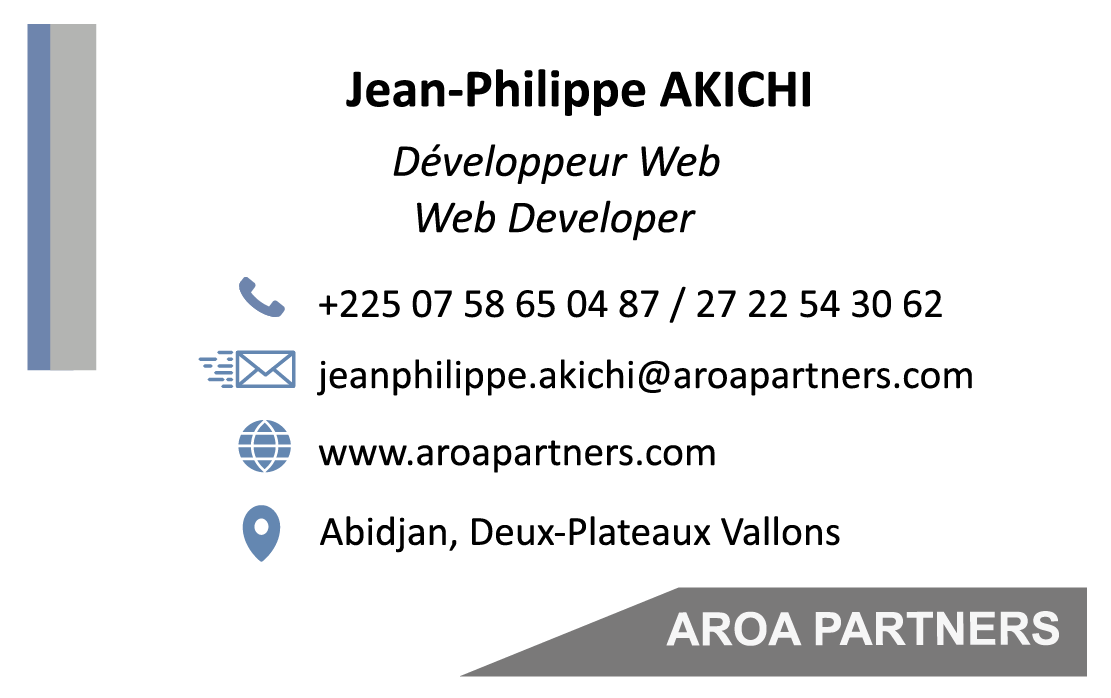 Jean-Philippe AKICHI
Développeur Web
Web Developer
+225 07 58 65 04 87 / 27 22 54 30 62
jeanphilippe.akichi@aroapartners.com
www.aroapartners.com
Abidjan, Deux-Plateaux Vallons
AROA PARTNERS